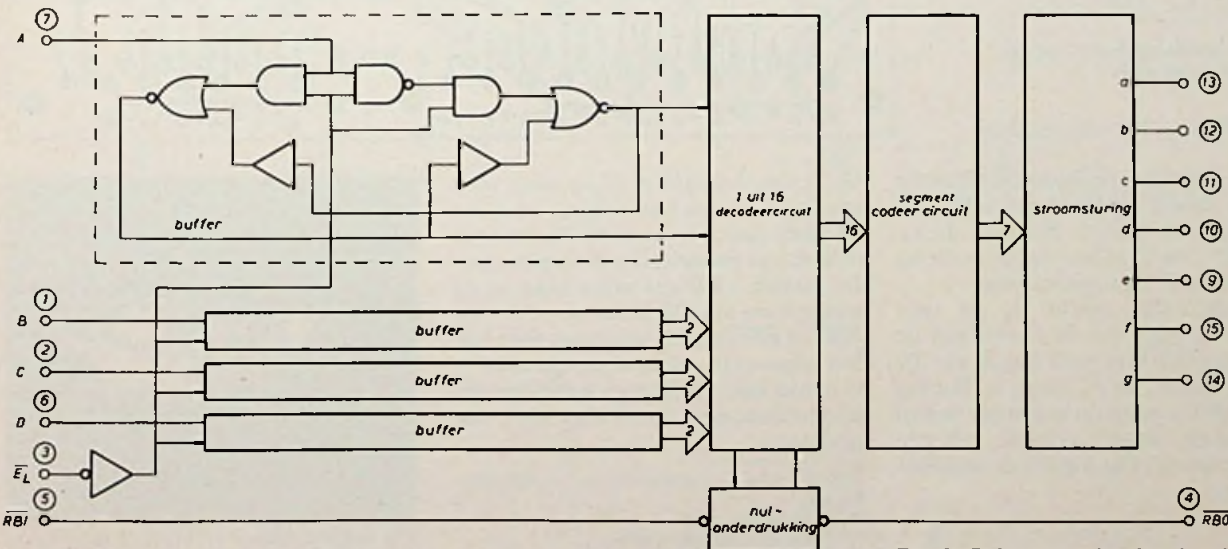 7
A
buffer
1
B
buffer
2
2
C
buffer
2
6
D
buffer
2
3
E̅L̅
5
R̅B̅I̅
1 uit 16
decodeercircuit
16
segment
codeer circuit
7
stroomsturing
a 13
b 12
c 11
d 10
e 9
f 15
g 14
nul-
onderdrukking
4
R̅B̅O̅